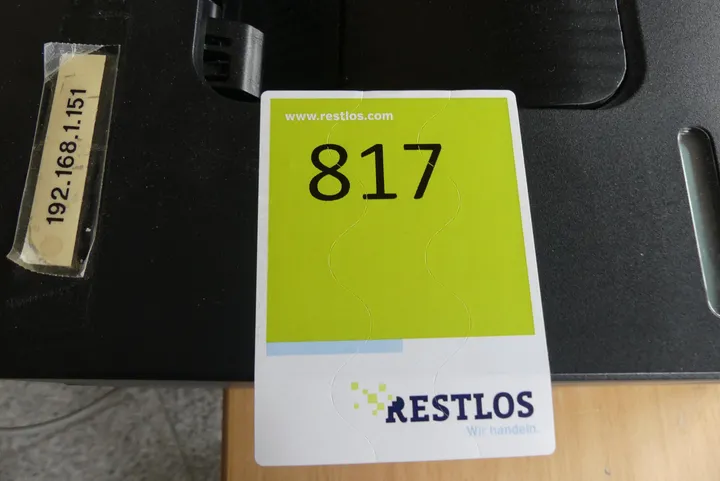 192.168.1.151
www.restlos.com
817
RESTLOS
Wir handeln.